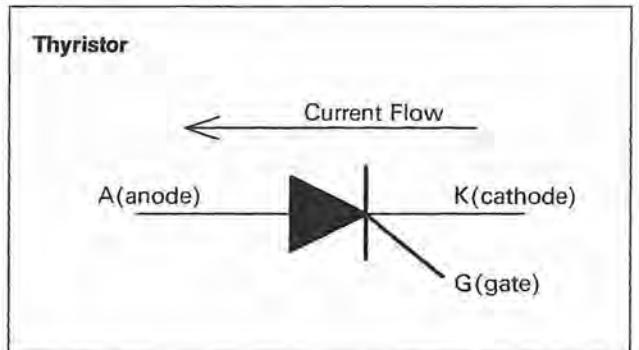 Thyristor
Current Flow
A(anode)
K(cathode)
G(gate)